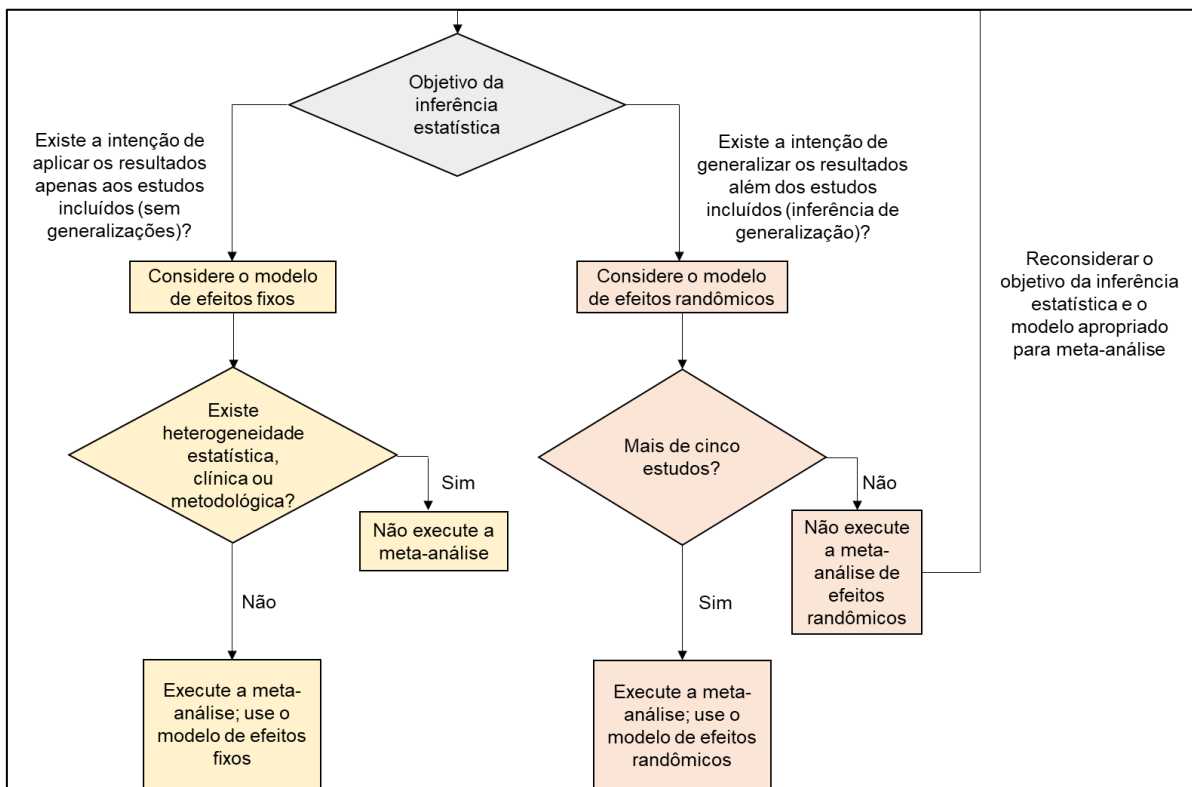 Objetivo da
inferência
estatística
Existe a intenção de
aplicar os resultados
apenas aos estudos
incluídos (sem
generalizações)?
Existe a intenção de
generalizar os resultados
além dos estudos
incluídos (inferência de
generalização)?
Considere o modelo
de efeitos fixos
Considere o modelo
de efeitos randômicos
Reconsiderar o
objetivo da inferência
estatística e o
modelo apropriado
para meta-análise
Existe
heterogeneidade
estatística,
clínica ou
metodológica?
Sim
Não execute a
meta-análise
Mais de cinco
estudos?
Não
Não execute
a meta-
análise de
efeitos
randômicos
Não
Sim
Execute a meta-
análise; use o
modelo de efeitos
fixos
Execute a meta-
análise; use o
modelo de efeitos
randômicos